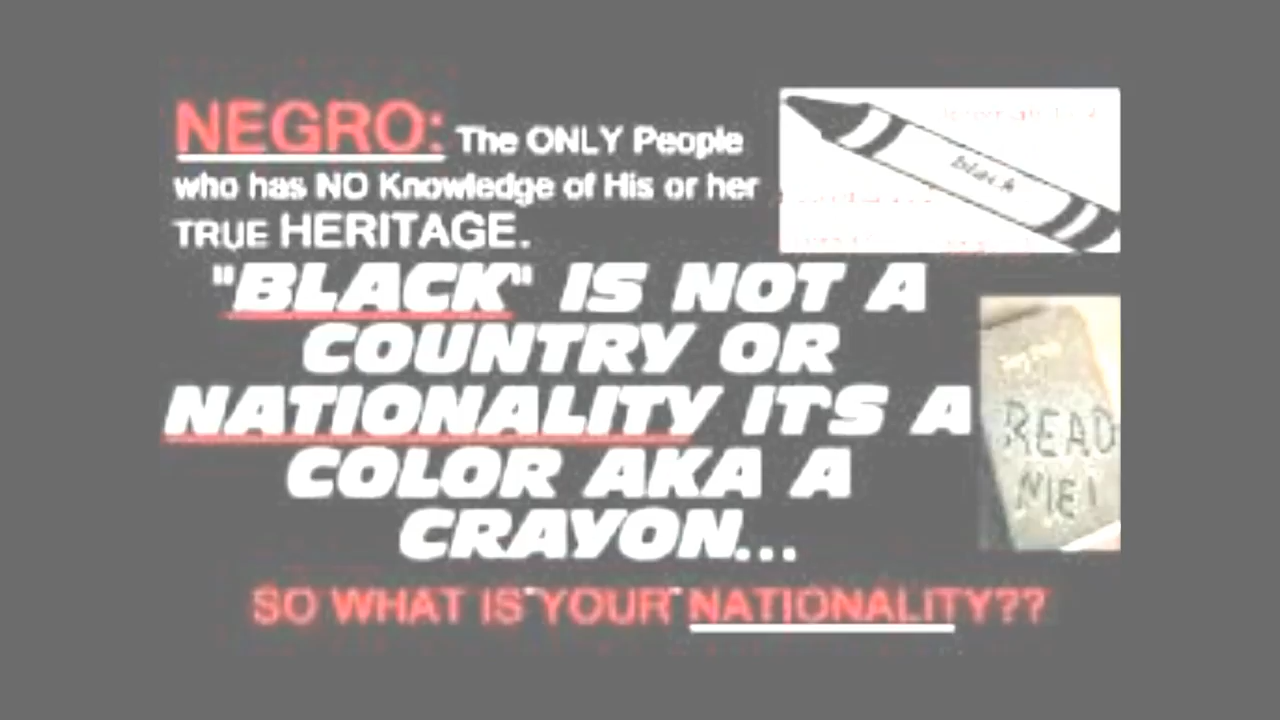 NEGRO: The ONLY People
who has NO Knowledge of His or her
TRUE HERITAGE.
black
"BLACK" IS NOT A
COUNTRY OR
NATIONALITY IT'S A
COLOR AKA A
CRAYON...
READ
ME!
SO WHAT IS "YOUR" NATIONALITY??